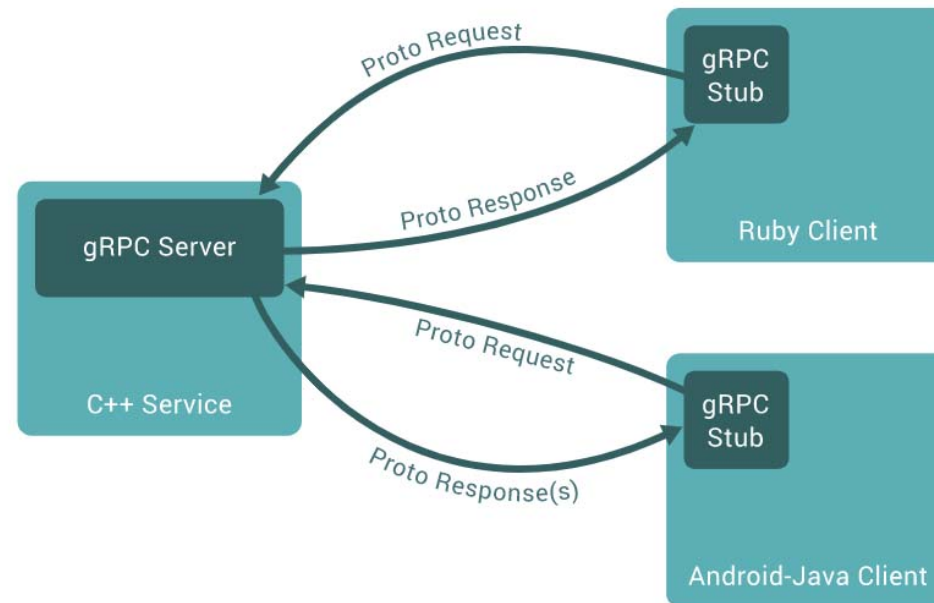 Proto Request
gRPC
Stub
Proto Response
Ruby Client
gRPC Server
C++ Service
Proto Request
gRPC
Stub
Proto Response(s)
Android-Java Client